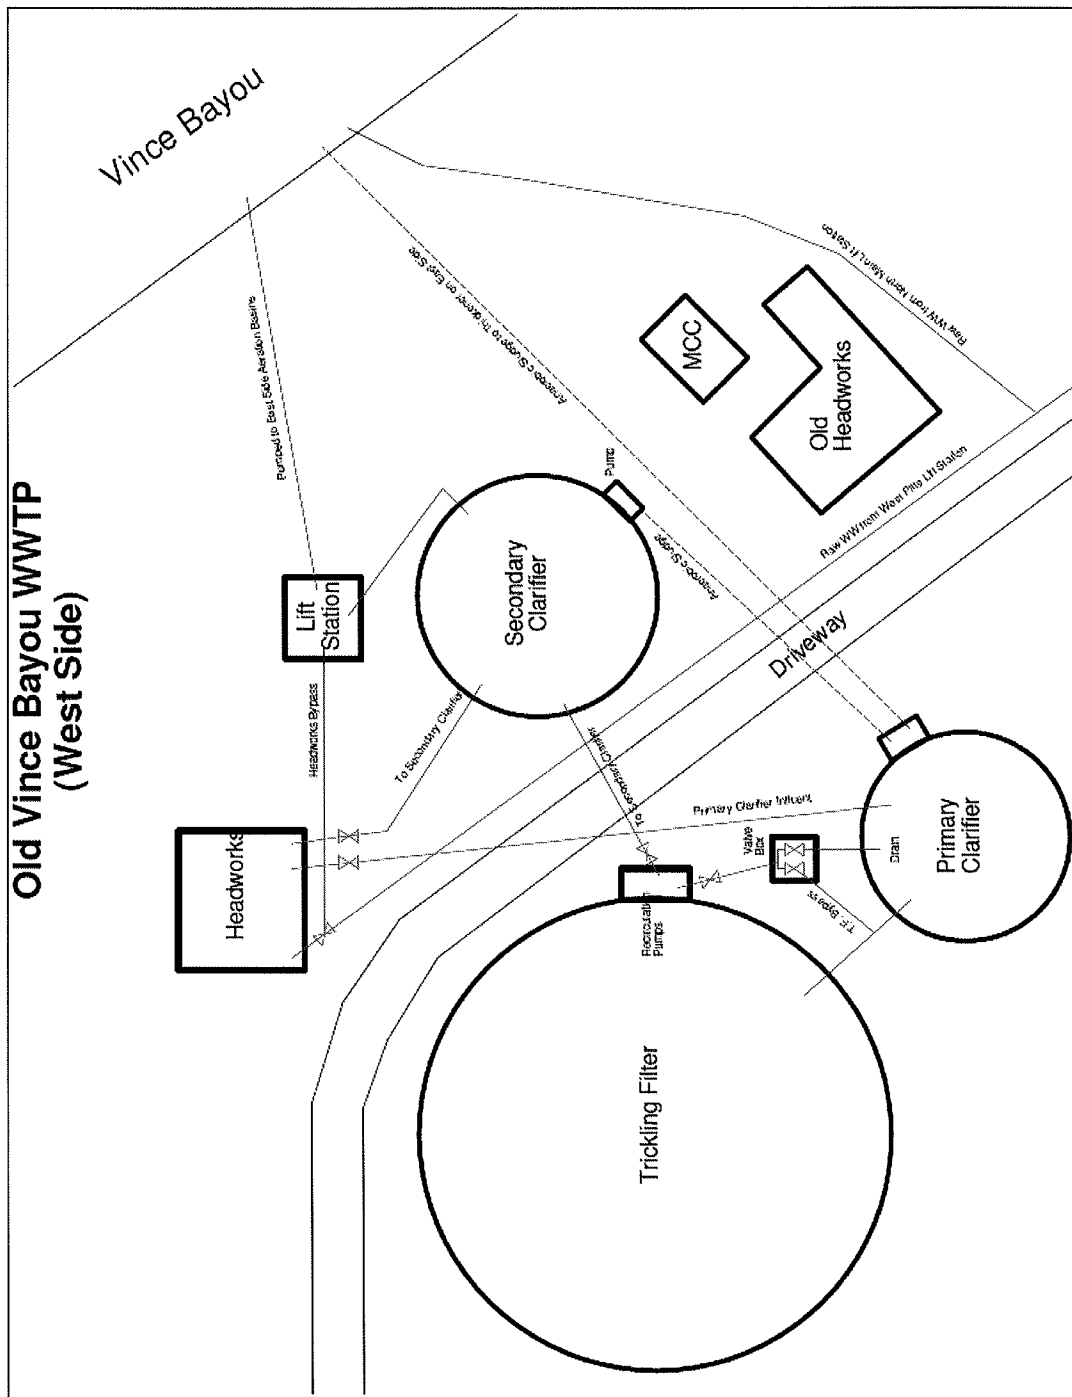 Old Vince Bayou WWTP
(West Side)
Vince Bayou
Pumped to East Side Aeration Basins
Anaerobic Sludge to Thickener on East Side
Raw WW from North Main Lift Station
MCC
Old
Headworks
Raw WW from West Pitts Lift Station
Pump
Anaerobic Sludge
Secondary
Clarifier
Lift
Station
Headworks Bypass
To Secondary Clarifier
To Secondary Clarifier
Driveway
Headworks
Primary Clarifier Influent
Valve
Box
Drain
Primary
Clarifier
T.F. Bypass
Recirculation
Pumps
Trickling Filter